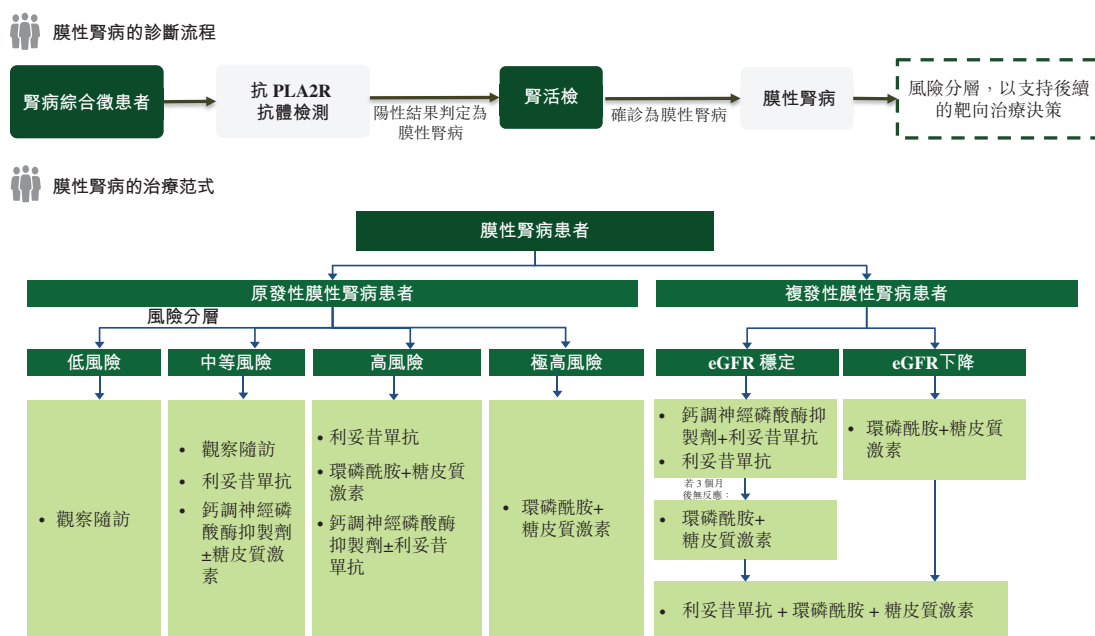 膜性腎病的診斷流程
腎病綜合徵患者
抗 PLA2R
抗體檢測
陽性結果判定為
膜性腎病
腎活檢
確診為膜性腎病
膜性腎病
風險分層，以支持後續
的靶向治療決策
膜性腎病的治療范式
膜性腎病患者
原發性膜性腎病患者
複發性膜性腎病患者
風險分層
低風險
中等風險
高風險
極高風險
eGFR 穩定
eGFR下降
• 觀察隨訪
• 觀察隨訪
• 利妥昔單抗
• 鈣調神經磷
酸酶抑製劑
±糖皮質激
素
• 利妥昔單抗
• 環磷酰胺+糖皮質
激素
• 鈣調神經磷酸酶
抑製劑±利妥昔
單抗
• 環磷酰胺+
糖皮質激素
• 鈣調神經磷酸酶抑
製劑+利妥昔單抗
• 利妥昔單抗
若 3 個月
後無反應：
• 環磷酰胺+
糖皮質激素
• 環磷酰胺+糖皮質
激素
• 利妥昔單抗 + 環磷酰胺 + 糖皮質激素